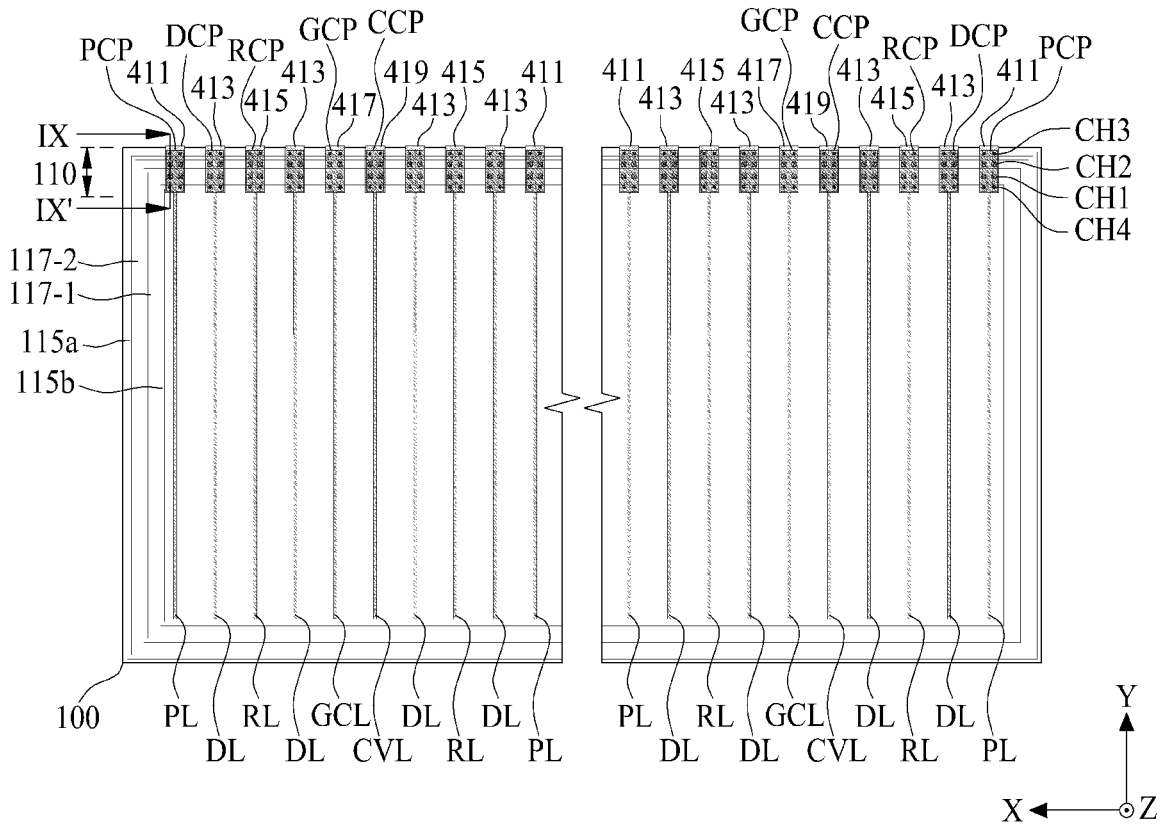 CCP
GCP
DCP
RCP
PCP
411
413
415
413
417
419
413
415
413
411
GCP
CCP
DCP
RCP
PCP
411
413
415
413
417
419
413
415
413
411
IX
110
IX'
CH3
CH2
CH1
CH4
117-2
117-1
115a
115b
100
PL
DL
RL
DL
GCL
CVL
DL
RL
DL
PL
PL
DL
RL
DL
GCL
CVL
DL
RL
DL
PL
Y
X
Z